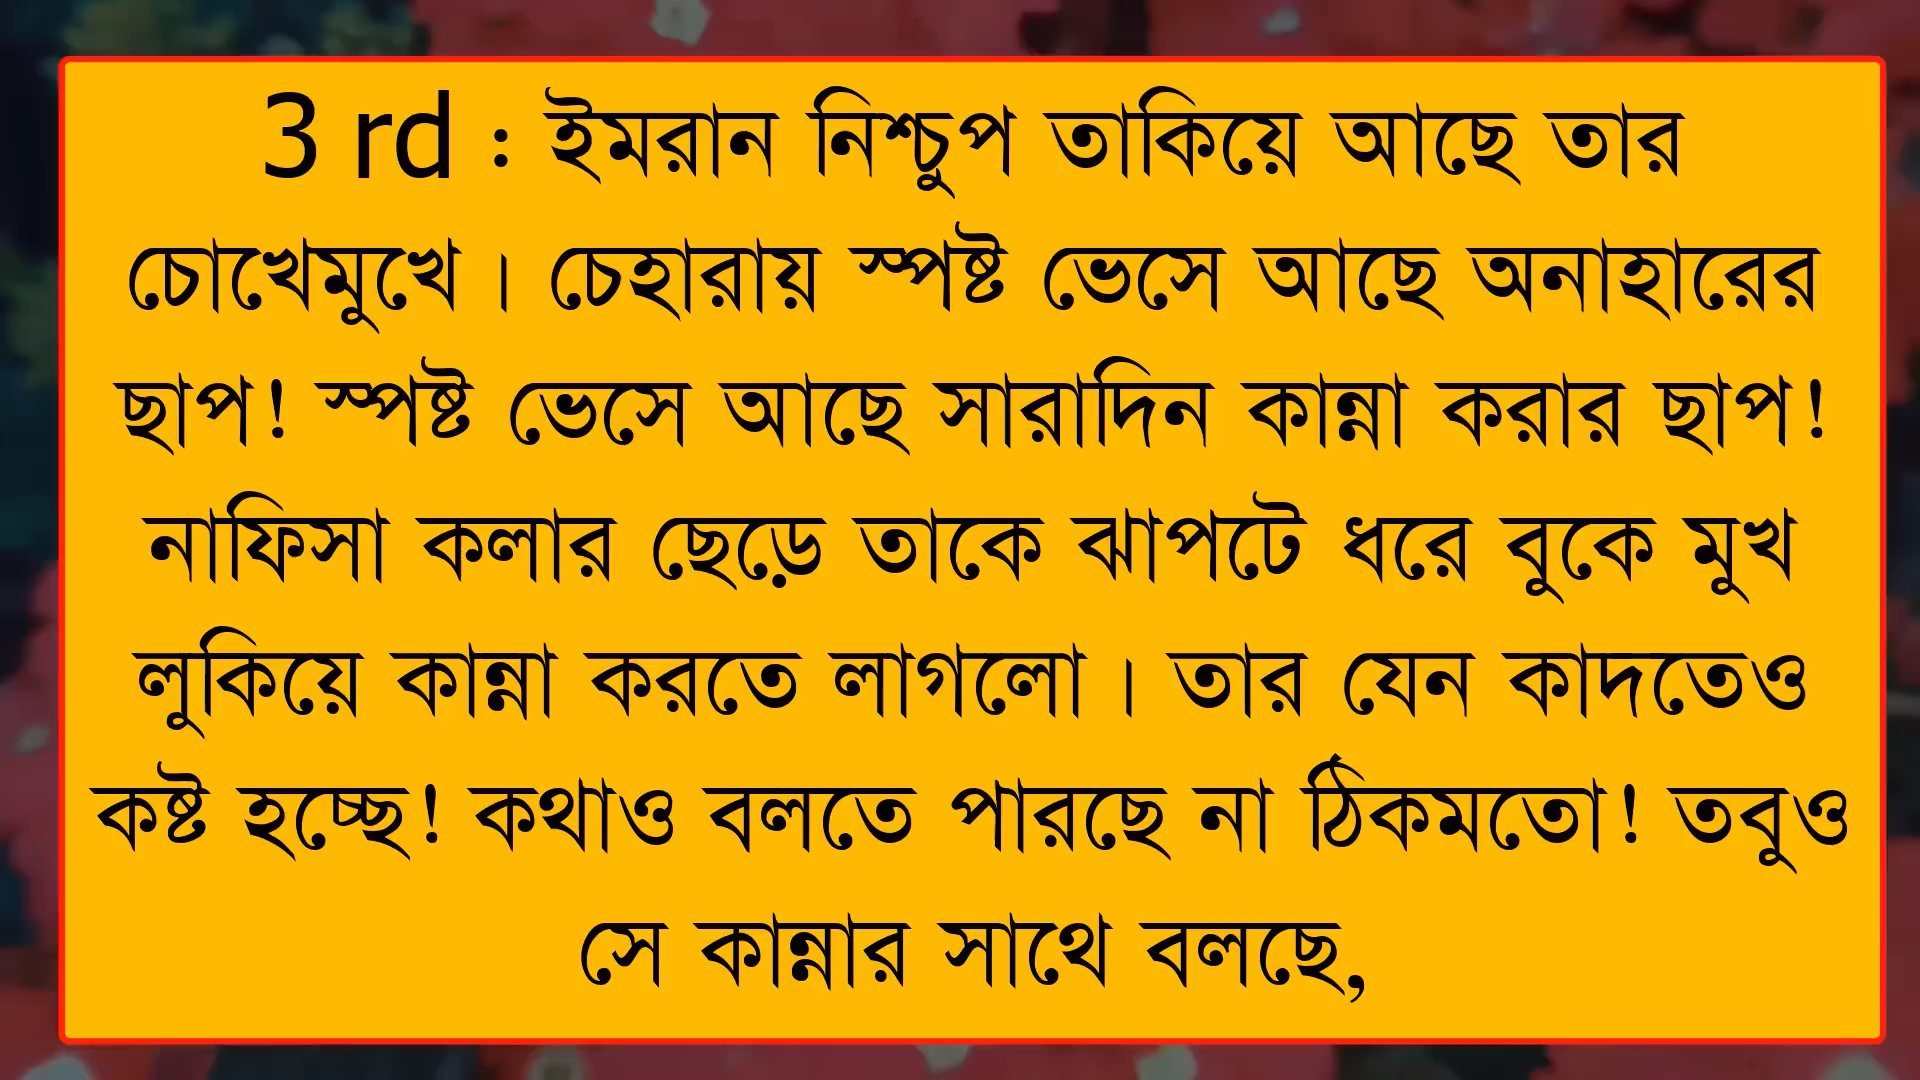 3 rd : ইমরান নিশ্চুপ তাকিয়ে আছে তার
চোখেমুখে । চেহারায় স্পষ্ট ভেসে আছে অনাহারের
ছাপ! স্পষ্ট ভেসে আছে সারাদিন কান্না করার ছাপ!
নাফিসা কলার ছেড়ে তাকে ঝাপটে ধরে বুকে মুখ
লুকিয়ে কান্না করতে লাগলো । তার যেন কাদতেও
কষ্ট হচ্ছে! কথাও বলতে পারছে না ঠিকমতো! তবুও
সে কান্নার সাথে বলছে,